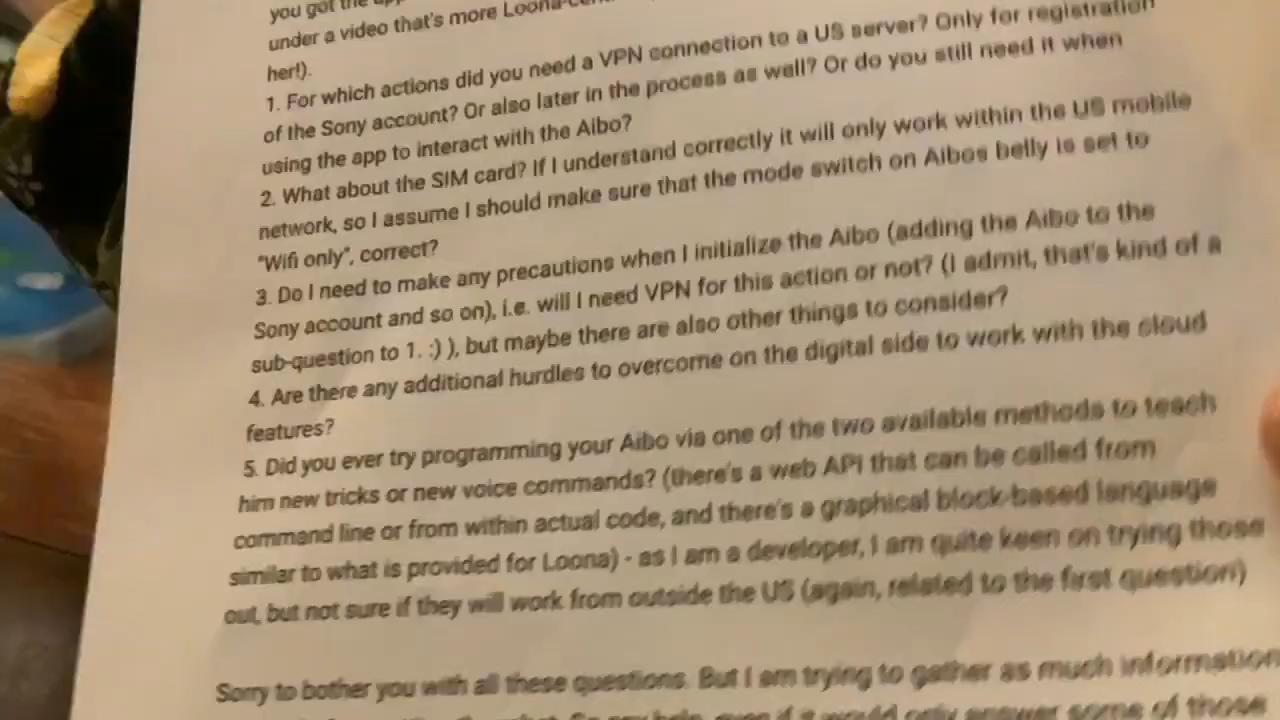 you got the app
under a video that's more Loona-cent
her!).
1. For which actions did you need a VPN connection to a US server? Only for registration
of the Sony account? Or also later in the process as well? Or do you still need it when
using the app to interact with the Aibo?
2. What about the SIM card? If I understand correctly it will only work within the US mobile
network, so I assume I should make sure that the mode switch on Aibos belly is set to
"Wifi only", correct?
3. Do I need to make any precautions when I initialize the Aibo (adding the Aibo to the
Sony account and so on), i.e. will I need VPN for this action or not? (I admit, that's kind of a
sub-question to 1. :) ), but maybe there are also other things to consider?
4. Are there any additional hurdles to overcome on the digital side to work with the cloud
features?
5. Did you ever try programming your Aibo via one of the two available methods to teach
him new tricks or new voice commands? (there's a web API that can be called from
command line or from within actual code, and there's a graphical block-based language
similar to what is provided for Loona) - as I am a developer, I am quite keen on trying those
out, but not sure if they will work from outside the US (again, related to the first question)
Sorry to bother you with all these questions. But I am trying to gather as much information
help, even if it would only answer some of those